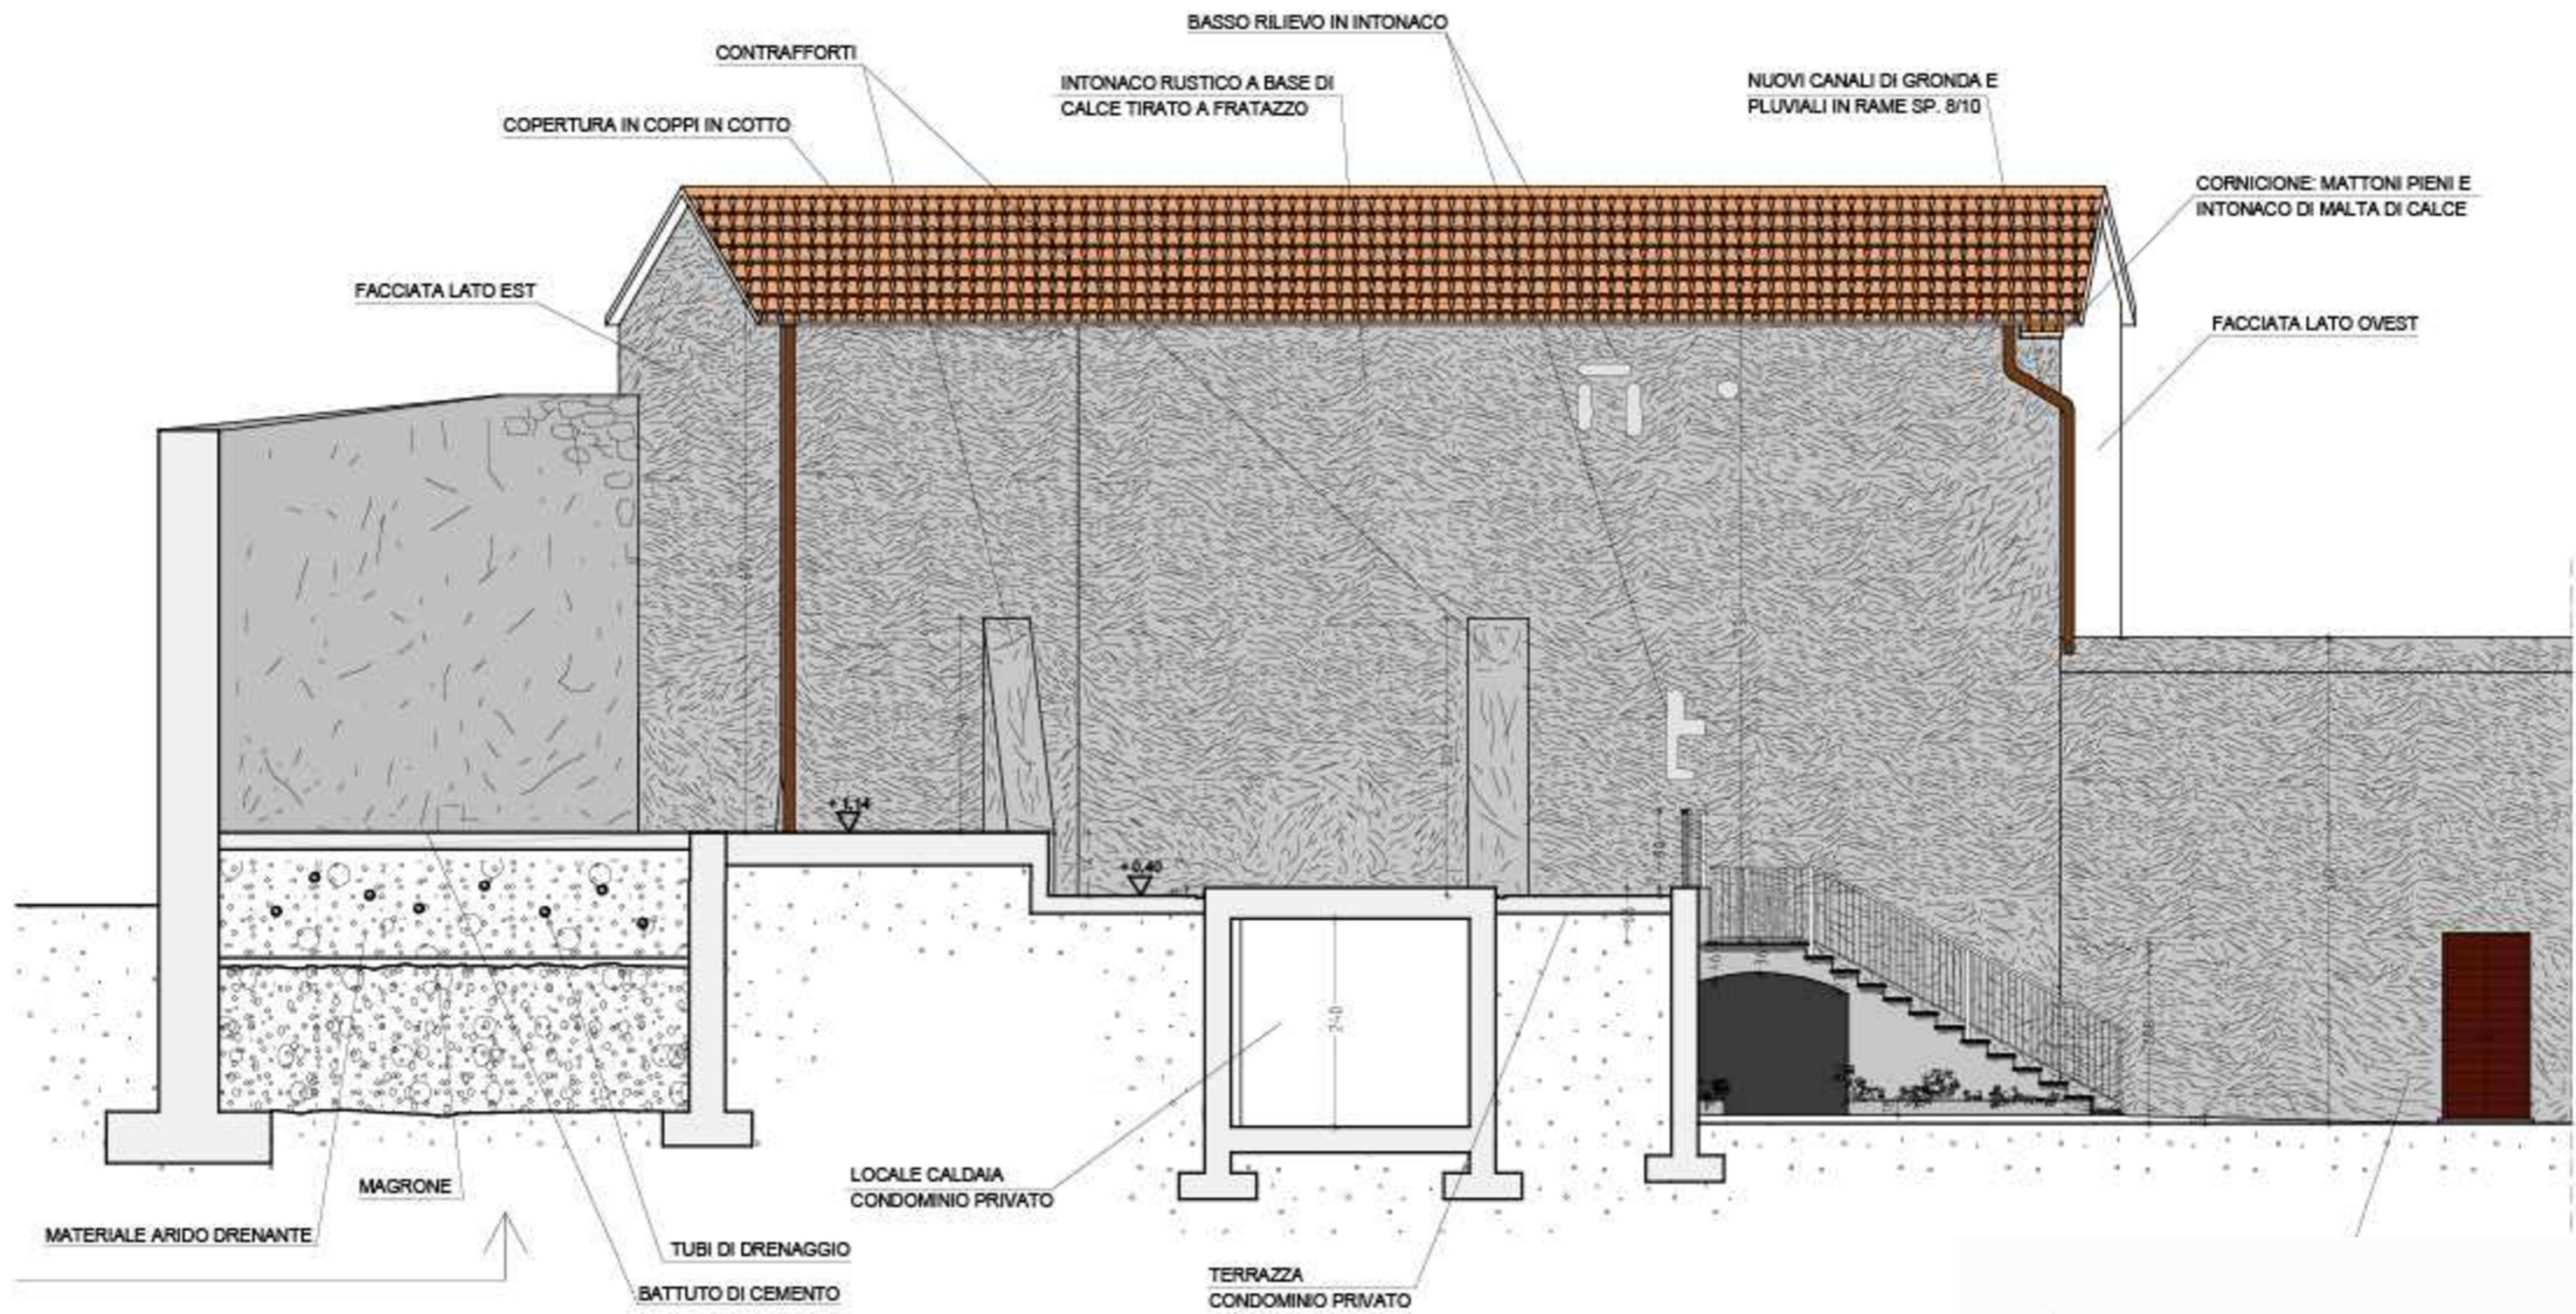 BASSO RILIEVO IN INTONACO
CONTRAFFORTI
INTONACO RUSTICO A BASE DI
CALCE TIRATO A FRATAZZO
NUOVI CANALI DI GRONDA E
PLUVIALI IN RAME SP. 8/10
COPERTURA IN COPPI IN COTTO
CORNICIONE: MATTONI PIENI E
INTONACO DI MALTA DI CALCE
FACCIATA LATO EST
FACCIATA LATO OVEST
+ 1,14
+ 0,40
240
LOCALE CALDAIA
CONDOMINIO PRIVATO
MAGRONE
MATERIALE ARIDO DRENANTE
TUBI DI DRENAGGIO
BATTUTO DI CEMENTO
TERRAZZA
CONDOMINIO PRIVATO